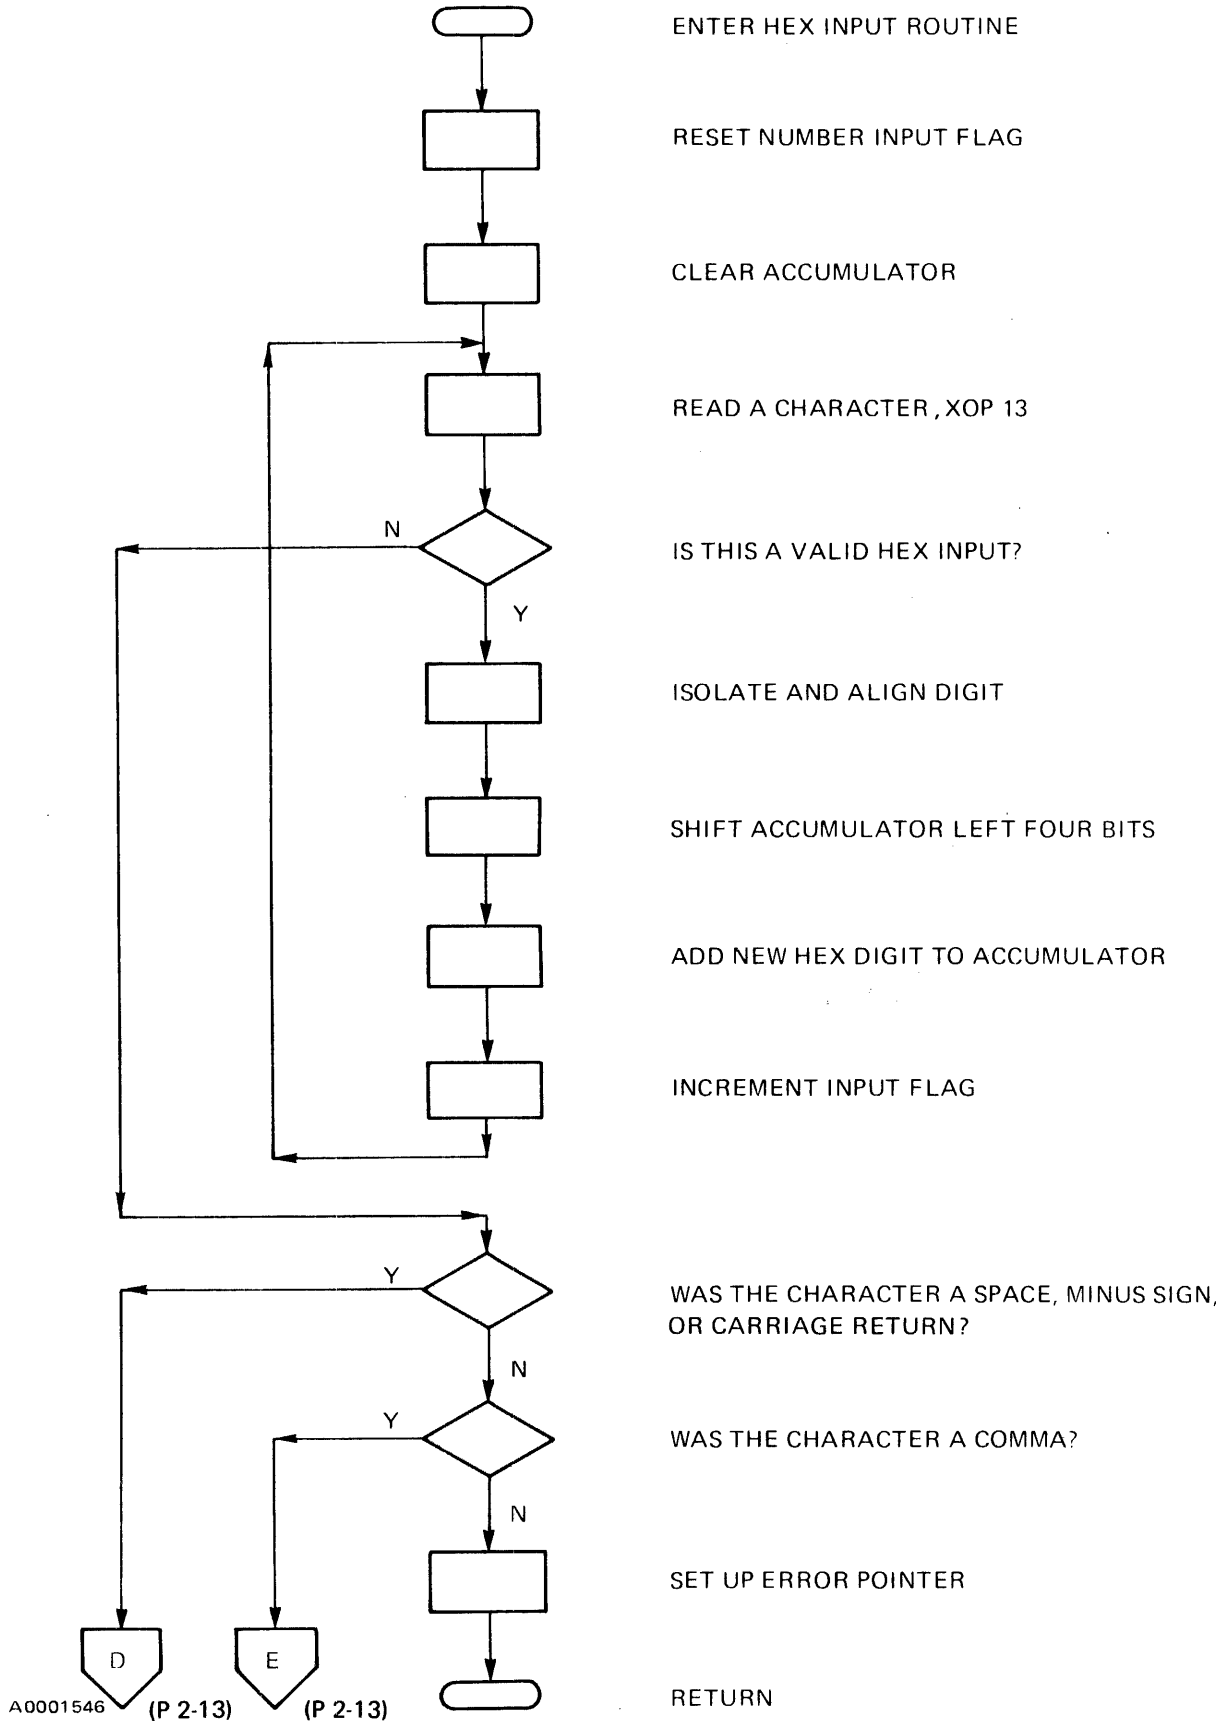 ENTER HEX INPUT ROUTINE
RESET NUMBER INPUT FLAG
CLEAR ACCUMULATOR
READ A CHARACTER, XOP 13
N
IS THIS A VALID HEX INPUT?
Y
ISOLATE AND ALIGN DIGIT
SHIFT ACCUMULATOR LEFT FOUR BITS
ADD NEW HEX DIGIT TO ACCUMULATOR
INCREMENT INPUT FLAG
Y
WAS THE CHARACTER A SPACE, MINUS SIGN,
OR CARRIAGE RETURN?
N
Y
WAS THE CHARACTER A COMMA?
N
SET UP ERROR POINTER
D
E
RETURN
A0001546
(P 2-13)
(P 2-13)